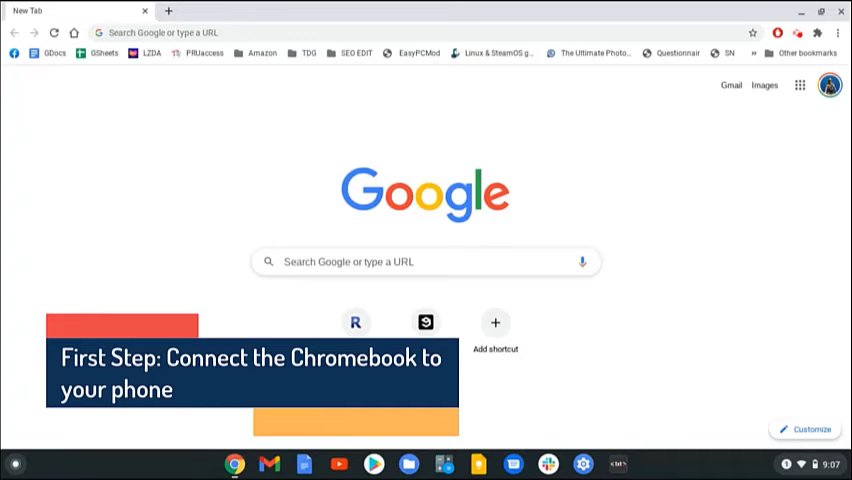 New Tab
Search Google or type a URL
GDocs GSheets LZDA PRUaccess Amazon TDG SEO EDIT EasyPCMod Linux & SteamOS g... The Ultimate Photo... Questionnair SN » Other bookmarks
Gmail Images
Google
Search Google or type a URL
R
Add shortcut
First Step: Connect the Chromebook to
your phone
Customize
1 9:07